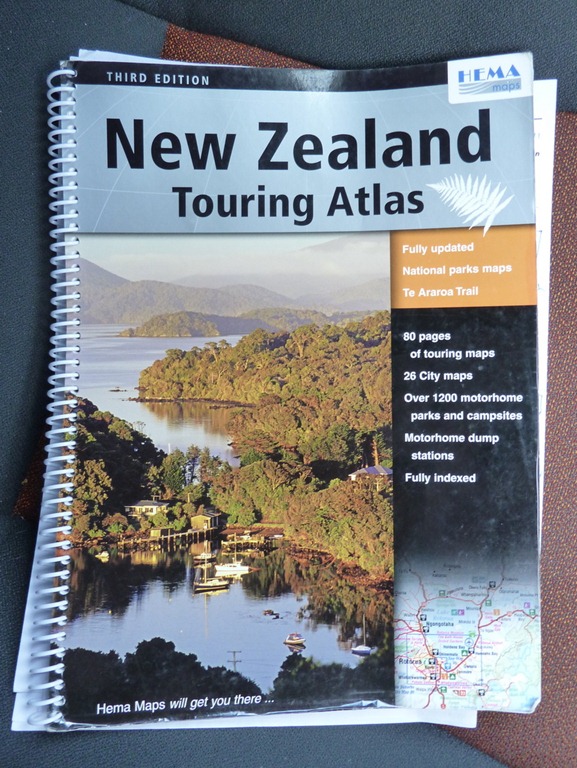 THIRD EDITION
HEMA
maps
New Zealand
Touring Atlas
Fully updated
National parks maps
Te Araroa Trail
80 pages
of touring maps
26 City maps
Over 1200 motorhome
parks and campsites
Motorhome dump
stations
Fully indexed
Ngongotaha
Hema Maps will get you there ...